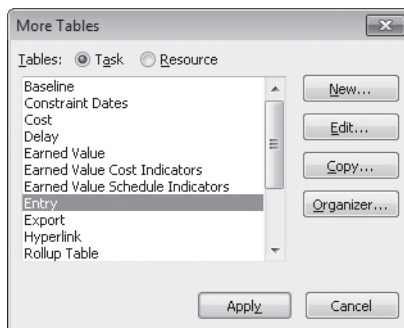 More Tables
Tables: Task Resource
Baseline
Constraint Dates
Cost
Delay
Earned Value
Earned Value Cost Indicators
Earned Value Schedule Indicators
Entry
Export
Hyperlink
Rollup Table
New...
Edit...
Copy...
Organizer...
Apply Cancel